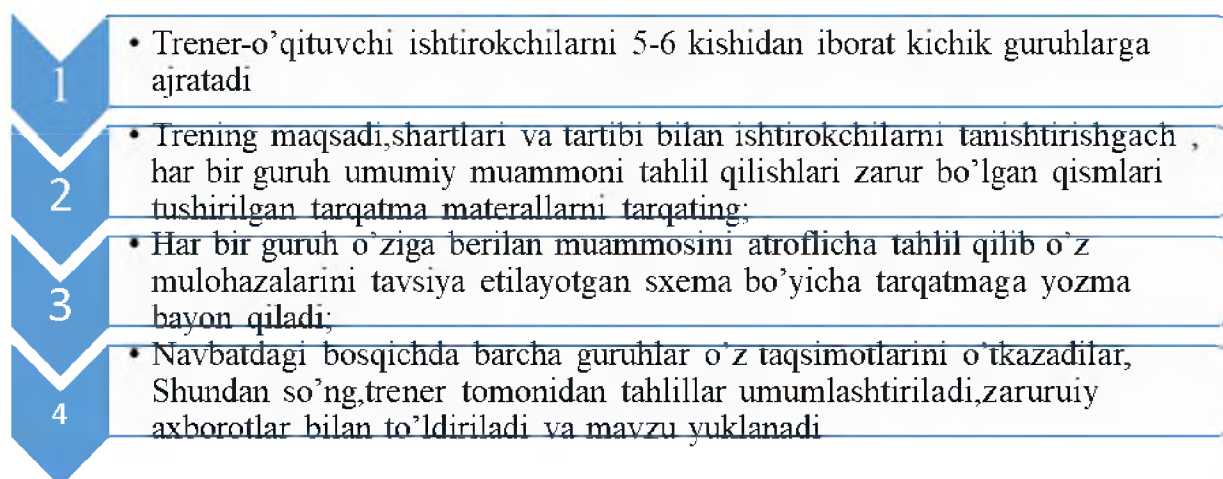 1
• Trener-o’qituvchi ishtirokchilarni 5-6 kishidan iborat kichik guruhlarga
ajratadi
2
• Trening maqsadi,shartlari va tartibi bilan ishtirokchilarni tanishtirishgach ,
har bir guruh umumiy muammoni tahlil qilishlari zarur bo’lgan qismlari
tushirilgan tarqatma materallarni tarqating;
3
• Har bir guruh o’ziga berilan muammosini atroflicha tahlil qilib o’z
mulohazalarini tavsiya etilayotgan sxema bo’yicha tarqatmaga yozma
bayon qiladi;
4
• Navbatdagi bosqichda barcha guruhlar o’z taqsimotlarini o’tkazadilar,
Shundan so’ng,trener tomonidan tahlillar umumlashtiriladi,zaruruiy
axborotlar bilan to’ldiriladi va mavzu yuklanadi